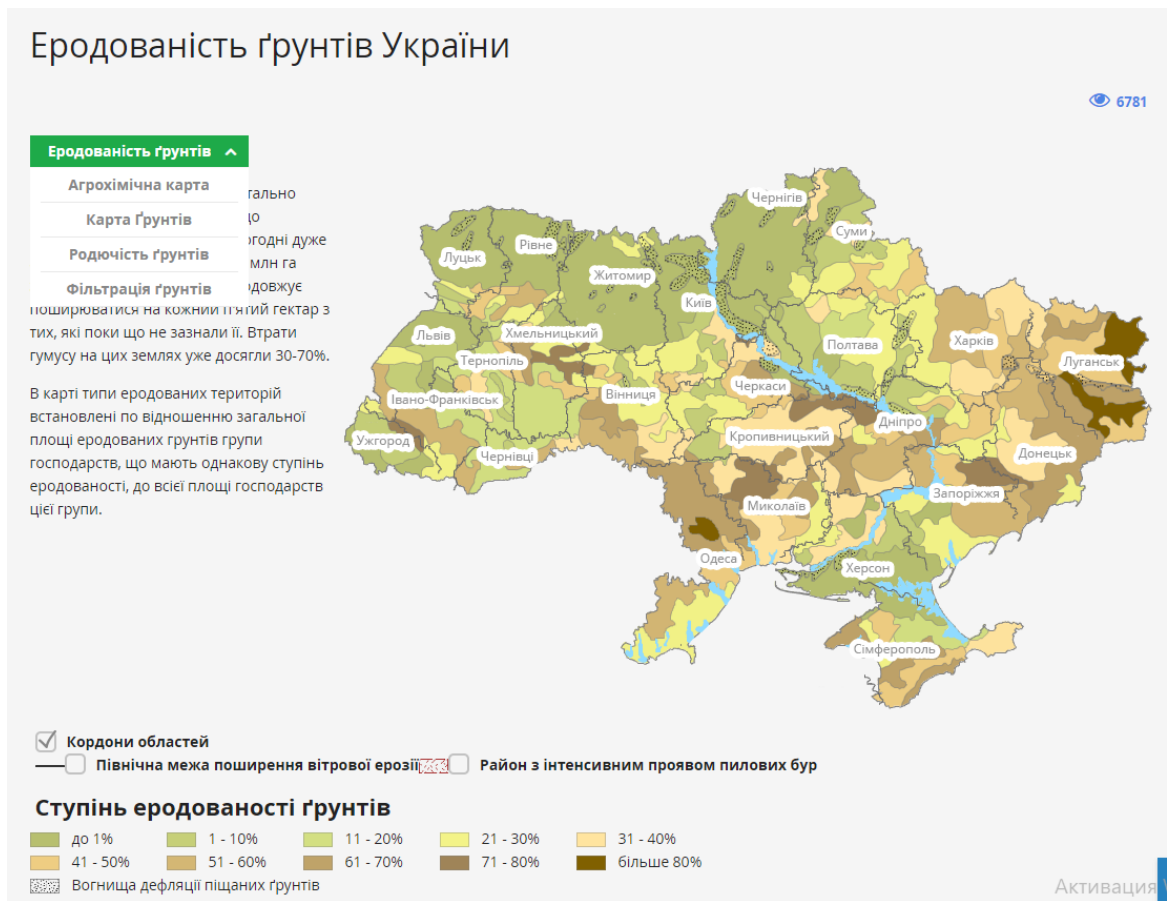 Еродованість ґрунтів України
6781
Еродованість ґрунтів
Агрохімічна карта
Карта Ґрунтів
Родючість ґрунтів
Фільтрація ґрунтів
тально
огодні дуже
млн га
довжує
поширюватися на кожний п'ятий гектар з
тих, які поки що не зазнали її. Втрати
гумусу на цих землях уже досягли 30-70%.
В карті типи еродованих територій
встановлені по відношенню загальної
площі еродованих ґрунтів групи
господарств, що мають однакову ступінь
еродованості, до всієї площі господарств
цієї групи.
Чернігів
Суми
Рівне
Луцьк
Житомир
Київ
Львів
Хмельницький
Полтава
Харків
Тернопіль
Луганськ
Черкаси
Вінниця
Івано-Франківськ
Дніпро
Ужгород
Кропивницький
Чернівці
Донецьк
Запоріжжя
Миколаїв
Одеса
Херсон
Сімферополь
Кордони областей
Північна межа поширення вітрової ерозії
Район з інтенсивним проявом пилових бур
Ступінь еродованості ґрунтів
до 1% 1 - 10% 11 - 20% 21 - 30% 31 - 40%
41 - 50% 51 - 60% 61 - 70% 71 - 80% більше 80%
Вогнища дефляції піщаних ґрунтів
Активация